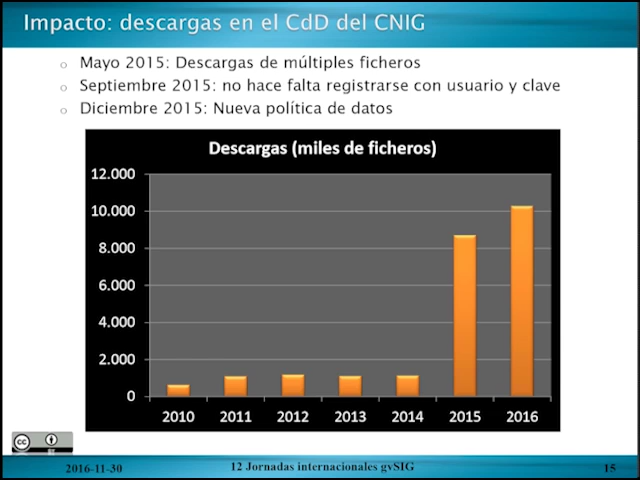 Impacto: descargas en el CdD del CNIG
○ Mayo 2015: Descargas de múltiples ficheros
○ Septiembre 2015: no hace falta registrarse con usuario y clave
○ Diciembre 2015: Nueva política de datos
Descargas (miles de ficheros)
12.000
10.000
8.000
6.000
4.000
2.000
0
2010 2011 2012 2013 2014 2015 2016
cc
2016-11-30 12 Jornadas internacionales gvSIG 15